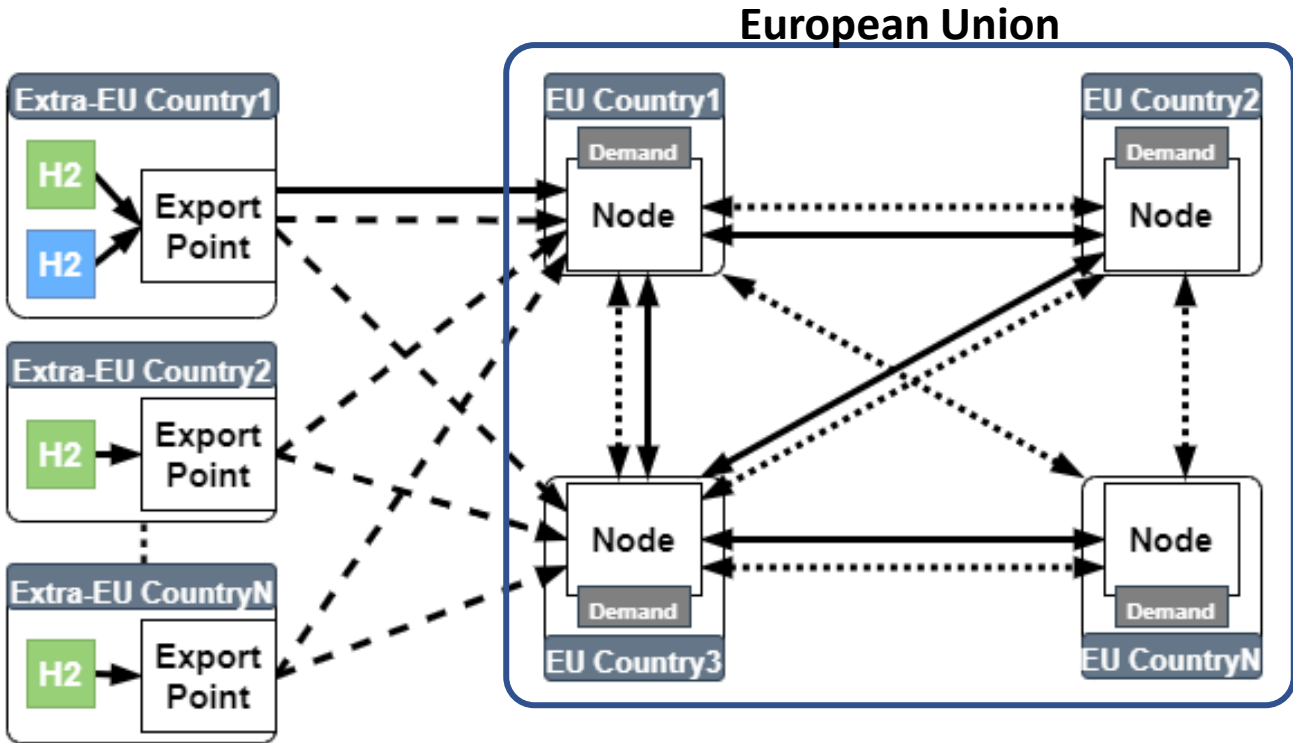 European Union
Extra-EU Country1
H2
H2
Export
Point
Extra-EU Country2
H2
Export
Point
Extra-EU CountryN
H2
Export
Point
EU Country1
Demand
Node
EU Country2
Demand
Node
Node
Demand
EU Country3
Node
Demand
EU CountryN